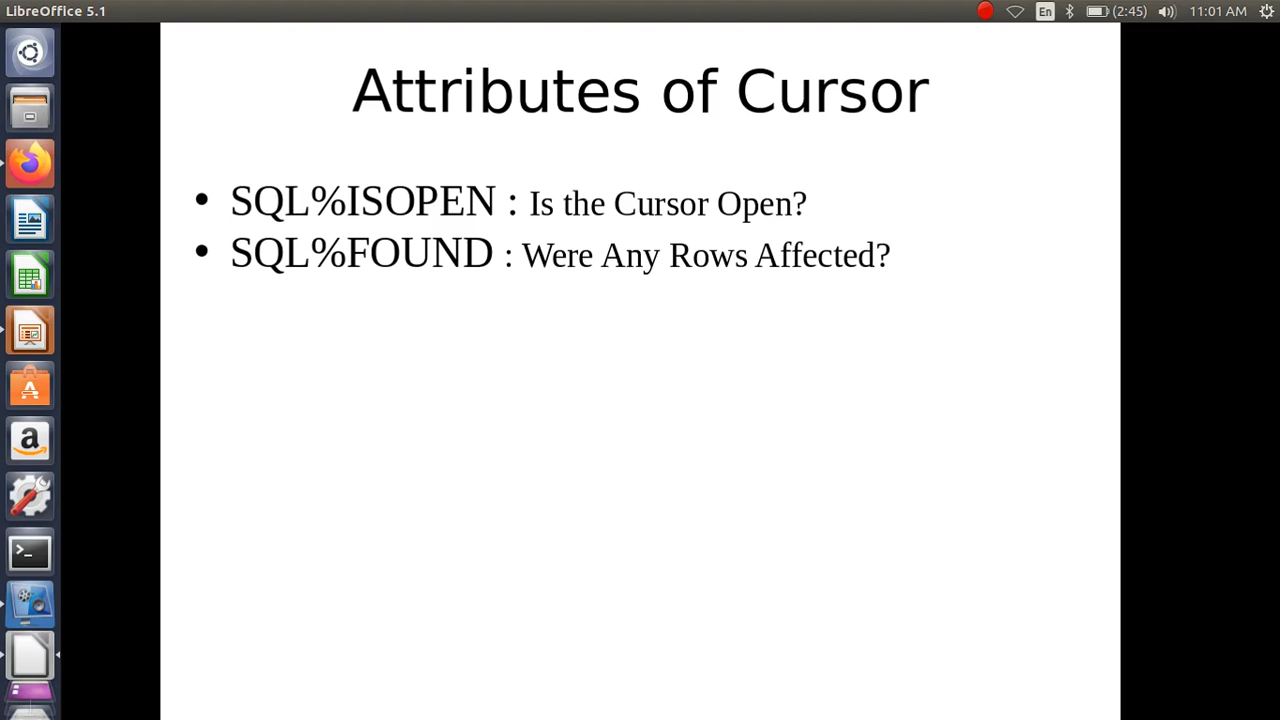 LibreOffice 5.1
En
(2:45)
11:01 AM
Attributes of Cursor
• SQL%ISOPEN : Is the Cursor Open?
• SQL%FOUND : Were Any Rows Affected?